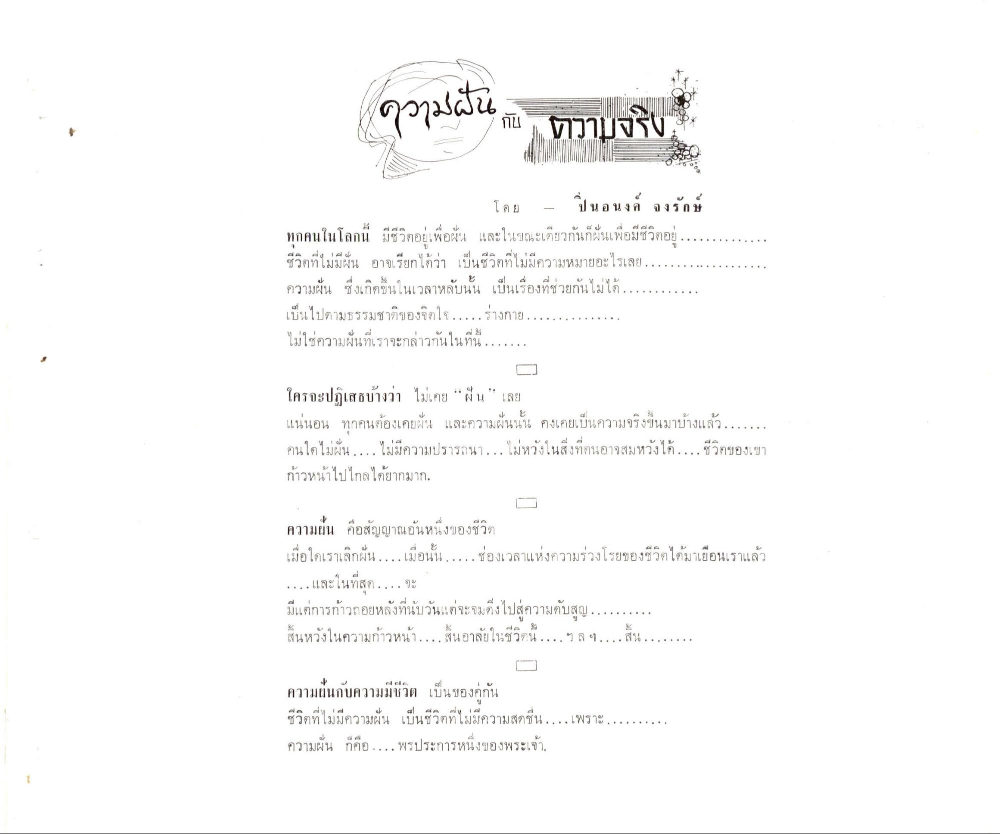 ความฝัน กับ ความจริง
โดย — ปิ่นอนงค์ จงรักษ์
ทุกคนในโลกนี้ มีชีวิตอยู่เพื่อฝัน และในขณะเดียวกันก็ฝันเพื่อมีชีวิตอยู่...............
ชีวิตที่ไม่มีฝัน อาจเรียกได้ว่า เป็นชีวิตที่ไม่มีความหมายอะไรเลย.....................
ความฝัน ซึ่งเกิดขึ้นในเวลาหลับนั้น เป็นเรื่องที่ช่วยกันไม่ได้.............
เป็นไปตามธรรมชาติของจิตใจ.....ร่างกาย................
ไม่ใช่ความฝันที่เราจะกล่าวกันในที่นี้.......
ใครจะปฏิเสธบ้างว่า ไม่เคย “ฝัน” เลย
แน่นอน ทุกคนต้องเคยฝัน และความฝันนั้น คงเคยเป็นความจริงขึ้นมาบ้างแล้ว.......
คนใดไม่ฝัน....ไม่มีความปรารถนา...ไม่หวังในสิ่งที่ตนอาจสมหวังได้....ชีวิตของเขา
ก้าวหน้าไปไกลได้ยากมาก.
ความฝัน คือสัญญาณอันหนึ่งของชีวิต
เมื่อใดเราเลิกฝัน....เมื่อนั้น.....ช่องเวลาแห่งความร่วงโรยของชีวิตได้มาเยือนเราแล้ว
....และในที่สุด....จะ
มีแต่การก้าวถอยหลังที่นับวันแต่จะจมดิ่งไปสู่ความดับสูญ..........
สิ้นหวังในความก้าวหน้า....สิ้นอาลัยในชีวิตนี้....ฯ ล ฯ....สิ้น........
ความฝันกับความมีชีวิต เป็นของคู่กัน
ชีวิตที่ไม่มีความฝัน เป็นชีวิตที่ไม่มีความสดชื่น....เพราะ..........
ความฝัน ก็คือ....พรประการหนึ่งของพระเจ้า.